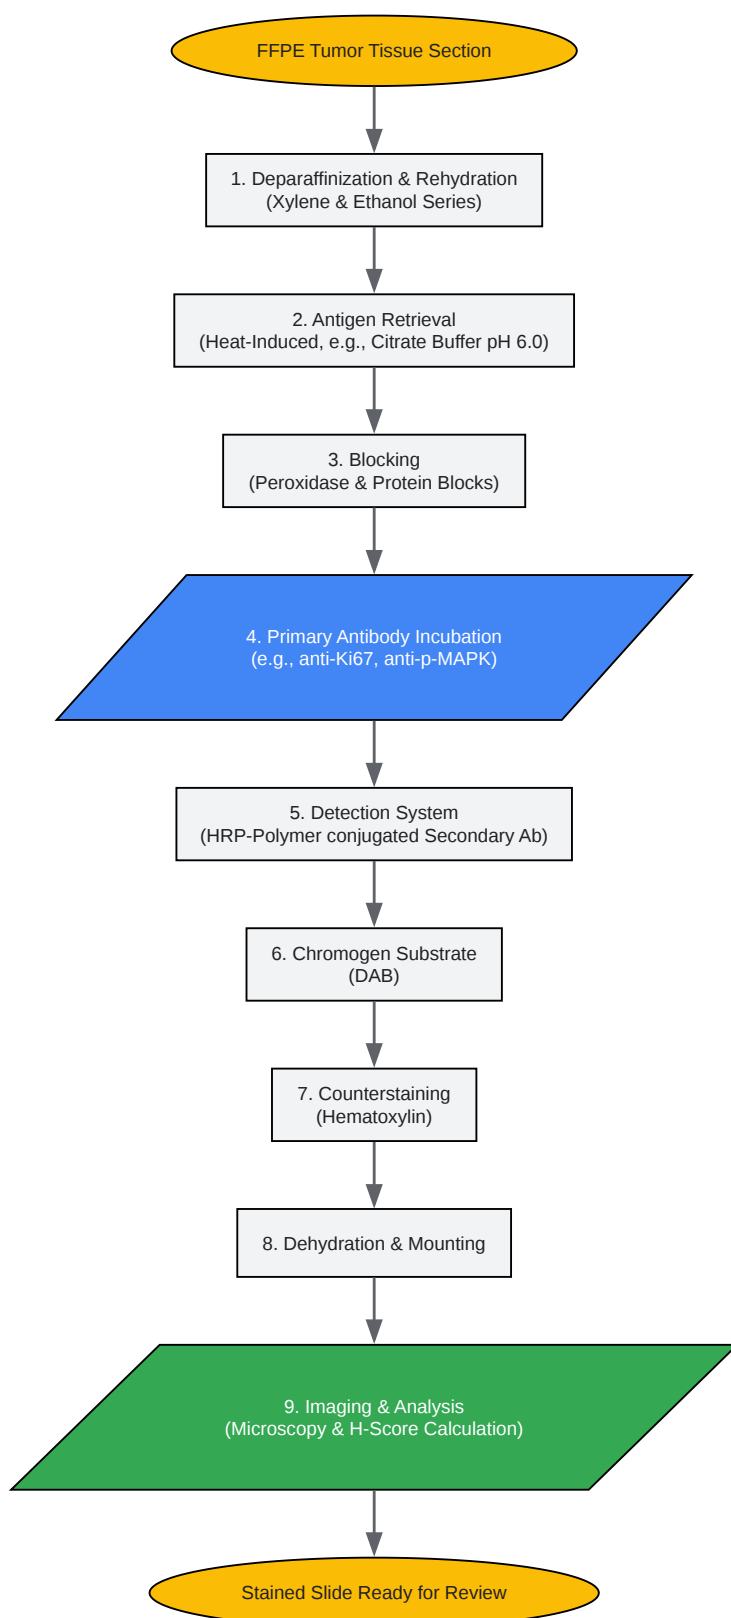 FFPE Tumor Tissue Section
1. Deparaffinization & Rehydration
(Xylene & Ethanol Series)
2. Antigen Retrieval
(Heat-Induced, e.g., Citrate Buffer pH 6.0)
3. Blocking
(Peroxidase & Protein Blocks)
4. Primary Antibody Incubation
(e.g., anti-Ki67, anti-p-MAPK)
5. Detection System
(HRP-Polymer conjugated Secondary Ab)
6. Chromogen Substrate
(DAB)
7. Counterstaining
(Hematoxylin)
8. Dehydration & Mounting
9. Imaging & Analysis
(Microscopy & H-Score Calculation)
Stained Slide Ready for Review